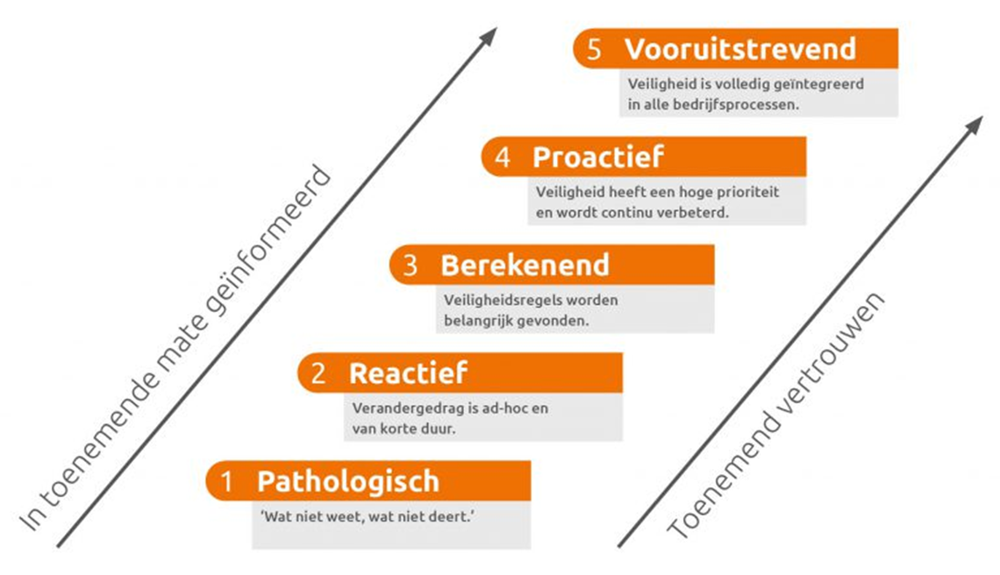 5 Vooruitstrevend
Veiligheid is volledig geïntegreerd
in alle bedrijfsprocessen.
4 Proactief
Veiligheid heeft een hoge prioriteit
en wordt continu verbeterd.
3 Berekenend
Veiligheidsregels worden
belangrijk gevonden.
2 Reactief
Verandergedrag is ad-hoc en
van korte duur.
1 Pathologisch
‘Wat niet weet, wat niet deert.’
In toenemende mate geïnformeerd
Toenemend vertrouwen